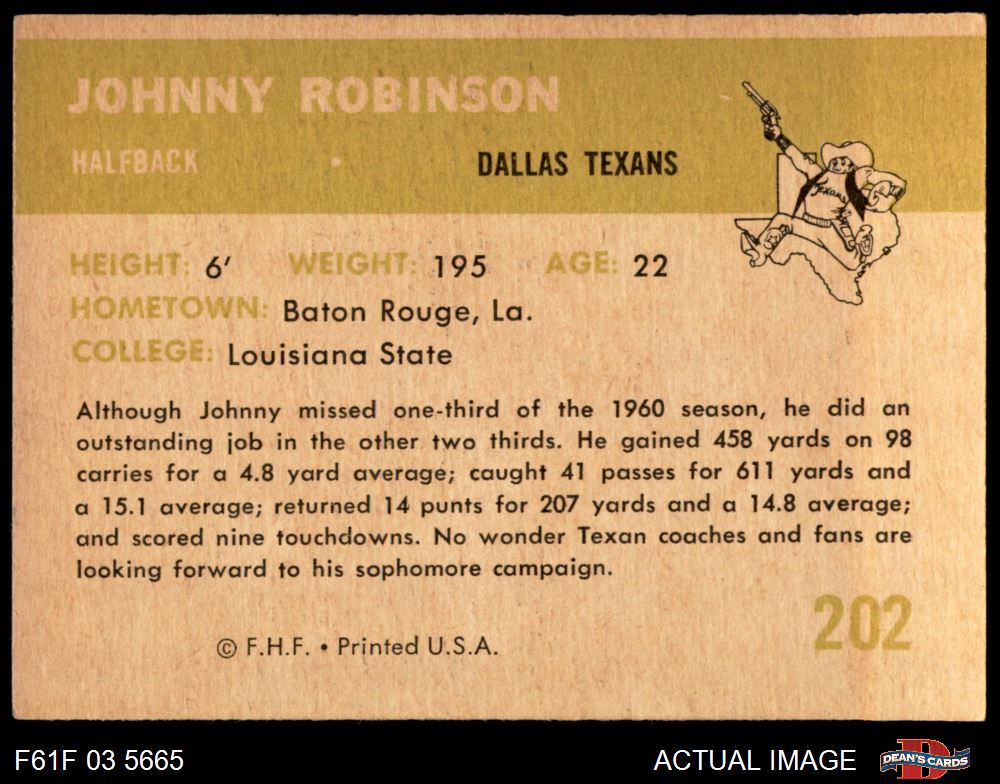 JOHNNY ROBINSON
HALFBACK • DALLAS TEXANS
Texans
HEIGHT: 6' WEIGHT: 195 AGE: 22
HOMETOWN: Baton Rouge, La.
COLLEGE: Louisiana State
Although Johnny missed one-third of the 1960 season, he did an
outstanding job in the other two thirds. He gained 458 yards on 98
carries for a 4.8 yard average; caught 41 passes for 611 yards and
a 15.1 average; returned 14 punts for 207 yards and a 14.8 average;
and scored nine touchdowns. No wonder Texan coaches and fans are
looking forward to his sophomore campaign.
202
© F.H.F. • Printed U.S.A.
F61F 03 5665 ACTUAL IMAGE D DEAN'S CARDS